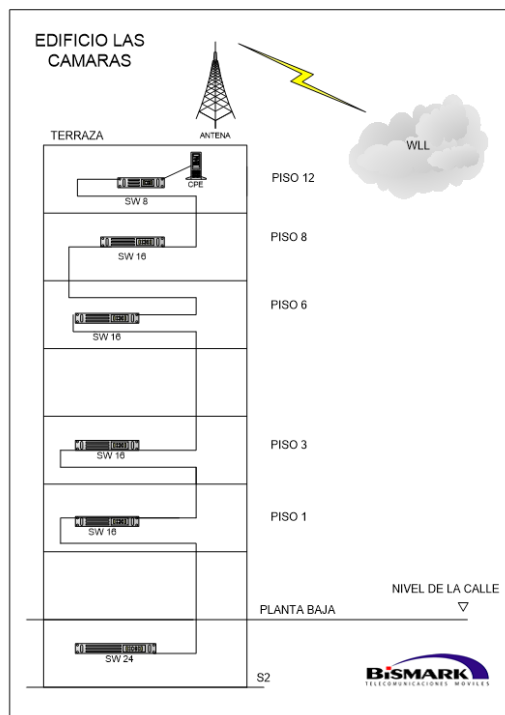 EDIFICIO LAS
CAMARAS
WLL
TERRAZA
ANTENA
PISO 12
CPE
SW 8
PISO 8
SW 16
PISO 6
SW 16
PISO 3
SW 16
PISO 1
SW 16
NIVEL DE LA CALLE
PLANTA BAJA
SW 24
S2
BISMARK
TELECOMUNICACIONES MÓVILES